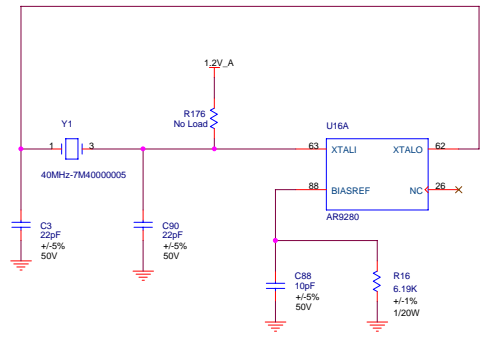 1.2V_A
R176
No Load
Y1
1
3
40MHz-7M40000005
U16A
63
XTALI
XTALO
62
88
BIASREF
NC
26
AR9280
C3
22pF
+/-5%
50V
C90
22pF
+/-5%
50V
C88
10pF
+/-5%
50V
R16
6.19K
+/-1%
1/20W